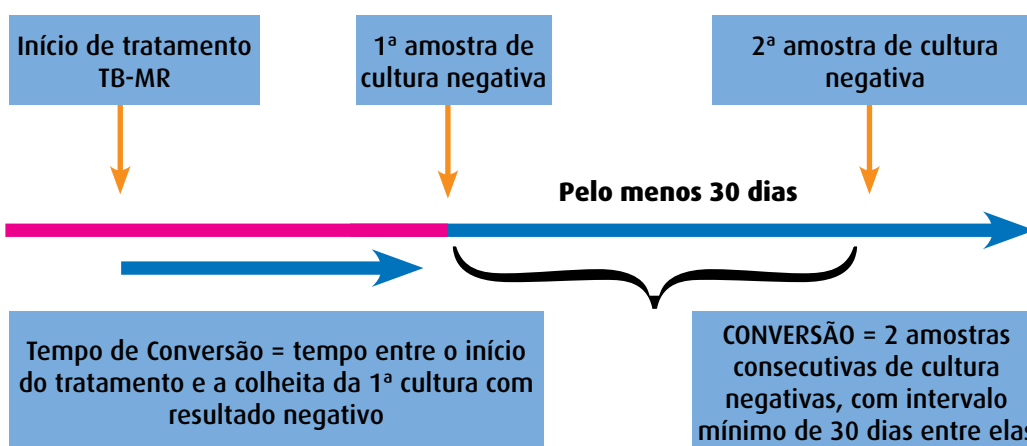 Início de tratamento
TB-MR
1ª amostra de
cultura negativa
2ª amostra de cultura
negativa
Pelo menos 30 dias
Tempo de Conversão = tempo entre o início
do tratamento e a colheita da 1ª cultura com
resultado negativo
CONVERSÃO = 2 amostras
consecutivas de cultura
negativas, com intervalo
mínimo de 30 dias entre elas